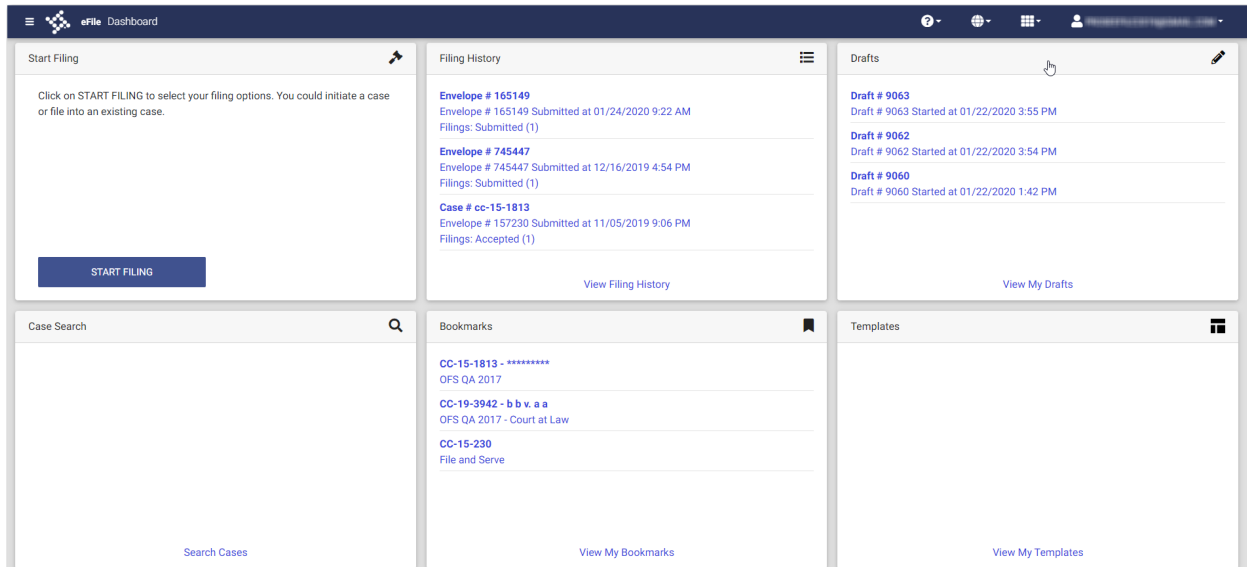 eFile Dashboard
Start Filing
Click on START FILING to select your filing options. You could initiate a case
or file into an existing case.
START FILING
Filing History
Envelope # 165149
Envelope # 165149 Submitted at 01/24/2020 9:22 AM
Filings: Submitted (1)
Envelope # 745447
Envelope # 745447 Submitted at 12/16/2019 4:54 PM
Filings: Submitted (1)
Case # cc-15-1813
Envelope # 157230 Submitted at 11/05/2019 9:06 PM
Filings: Accepted (1)
View Filing History
Drafts
Draft # 9063
Draft # 9063 Started at 01/22/2020 3:55 PM
Draft # 9062
Draft # 9062 Started at 01/22/2020 3:54 PM
Draft # 9060
Draft # 9060 Started at 01/22/2020 1:42 PM
View My Drafts
Case Search
Search Cases
Bookmarks
CC-15-1813 - *********
OFS QA 2017
CC-19-3942 - b b v. a a
OFS QA 2017 - Court at Law
CC-15-230
File and Serve
View My Bookmarks
Templates
View My Templates